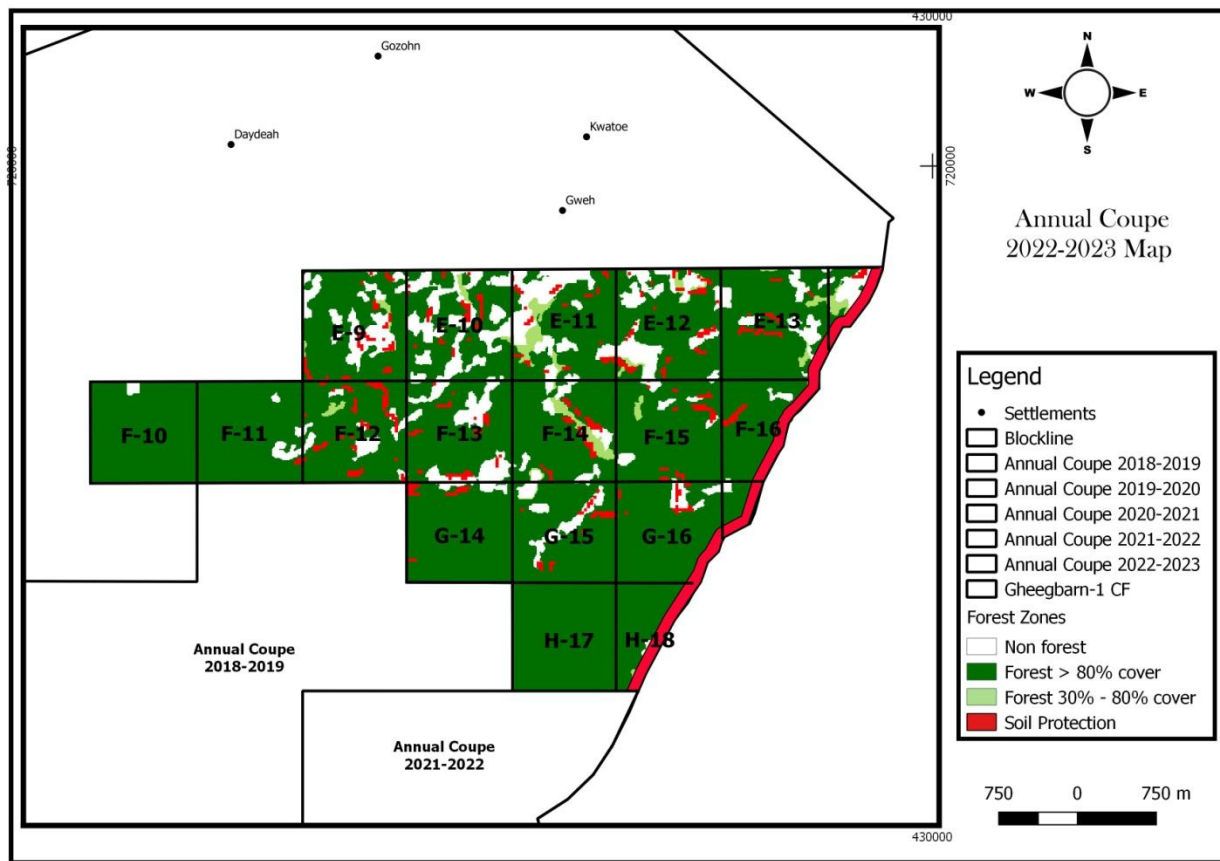 430000
Gozohn
Daydeah
Kwatoe
Gweh
720000
720000
N
W
E
S
Annual Coupe
2022-2023 Map
E-9
E-10
E-11
E-12
E-13
F-10
F-11
F-12
F-13
F-14
F-15
F-16
G-14
G-15
G-16
H-17
H-18
Annual Coupe
2018-2019
Annual Coupe
2021-2022
Legend
Settlements
Blockline
Annual Coupe 2018-2019
Annual Coupe 2019-2020
Annual Coupe 2020-2021
Annual Coupe 2021-2022
Annual Coupe 2022-2023
Gheegbarn-1 CF
Forest Zones
Non forest
Forest > 80% cover
Forest 30% - 80% cover
Soil Protection
750 0 750 m
430000